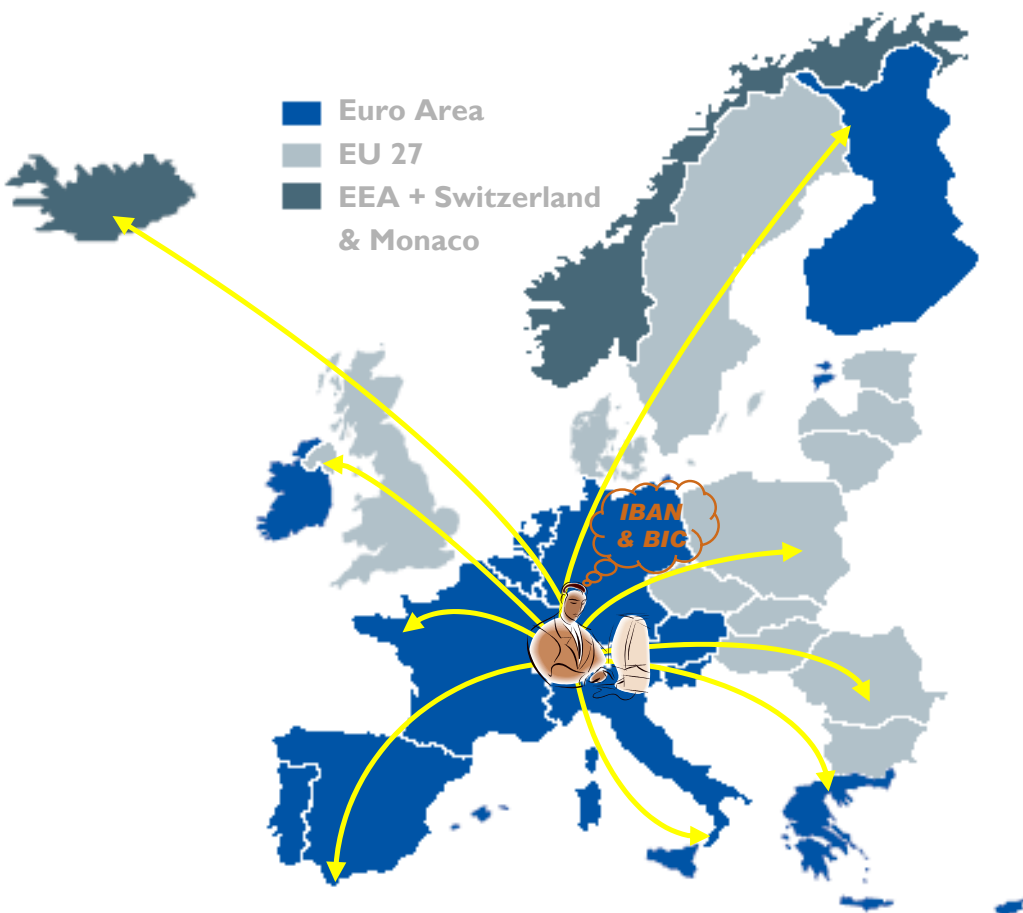 Euro Area
EU 27
EEA + Switzerland
& Monaco
IBAN
& BIC